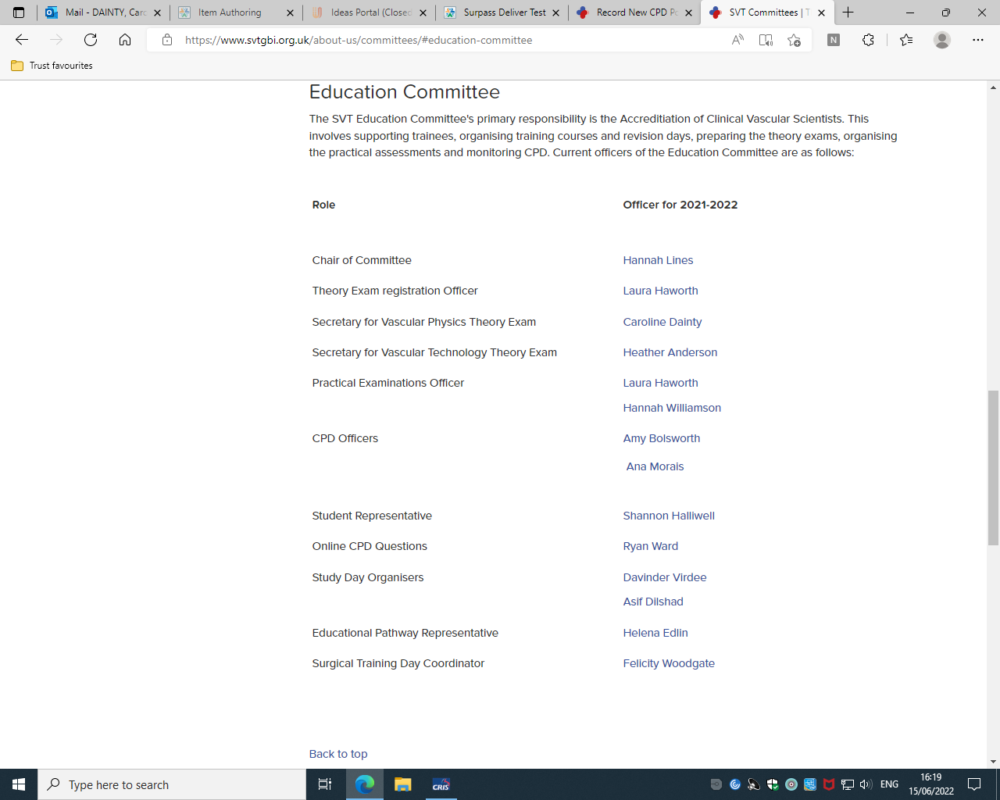 Mail - DAINTY, Caro
Item Authoring
Ideas Portal (Closed
Surpass Deliver Test
Record New CPD Po
SVT Committees | T
https://www.svtgbi.org.uk/about-us/committees/#education-committee
N
Trust favourites
Education Committee
The SVT Education Committee's primary responsibility is the Accreditiation of Clinical Vascular Scientists. This
involves supporting trainees, organising training courses and revision days, preparing the theory exams, organising
the practical assessments and monitoring CPD. Current officers of the Education Committee are as follows:
Role Officer for 2021-2022
Chair of Committee Hannah Lines
Theory Exam registration Officer Laura Haworth
Secretary for Vascular Physics Theory Exam Caroline Dainty
Secretary for Vascular Technology Theory Exam Heather Anderson
Practical Examinations Officer Laura Haworth
Hannah Williamson
CPD Officers Amy Bolsworth
Ana Morais
Student Representative Shannon Halliwell
Online CPD Questions Ryan Ward
Study Day Organisers Davinder Virdee
Asif Dilshad
Educational Pathway Representative Helena Edlin
Surgical Training Day Coordinator Felicity Woodgate
Back to top
Type here to search
CRIS
ENG
16:19
15/06/2022